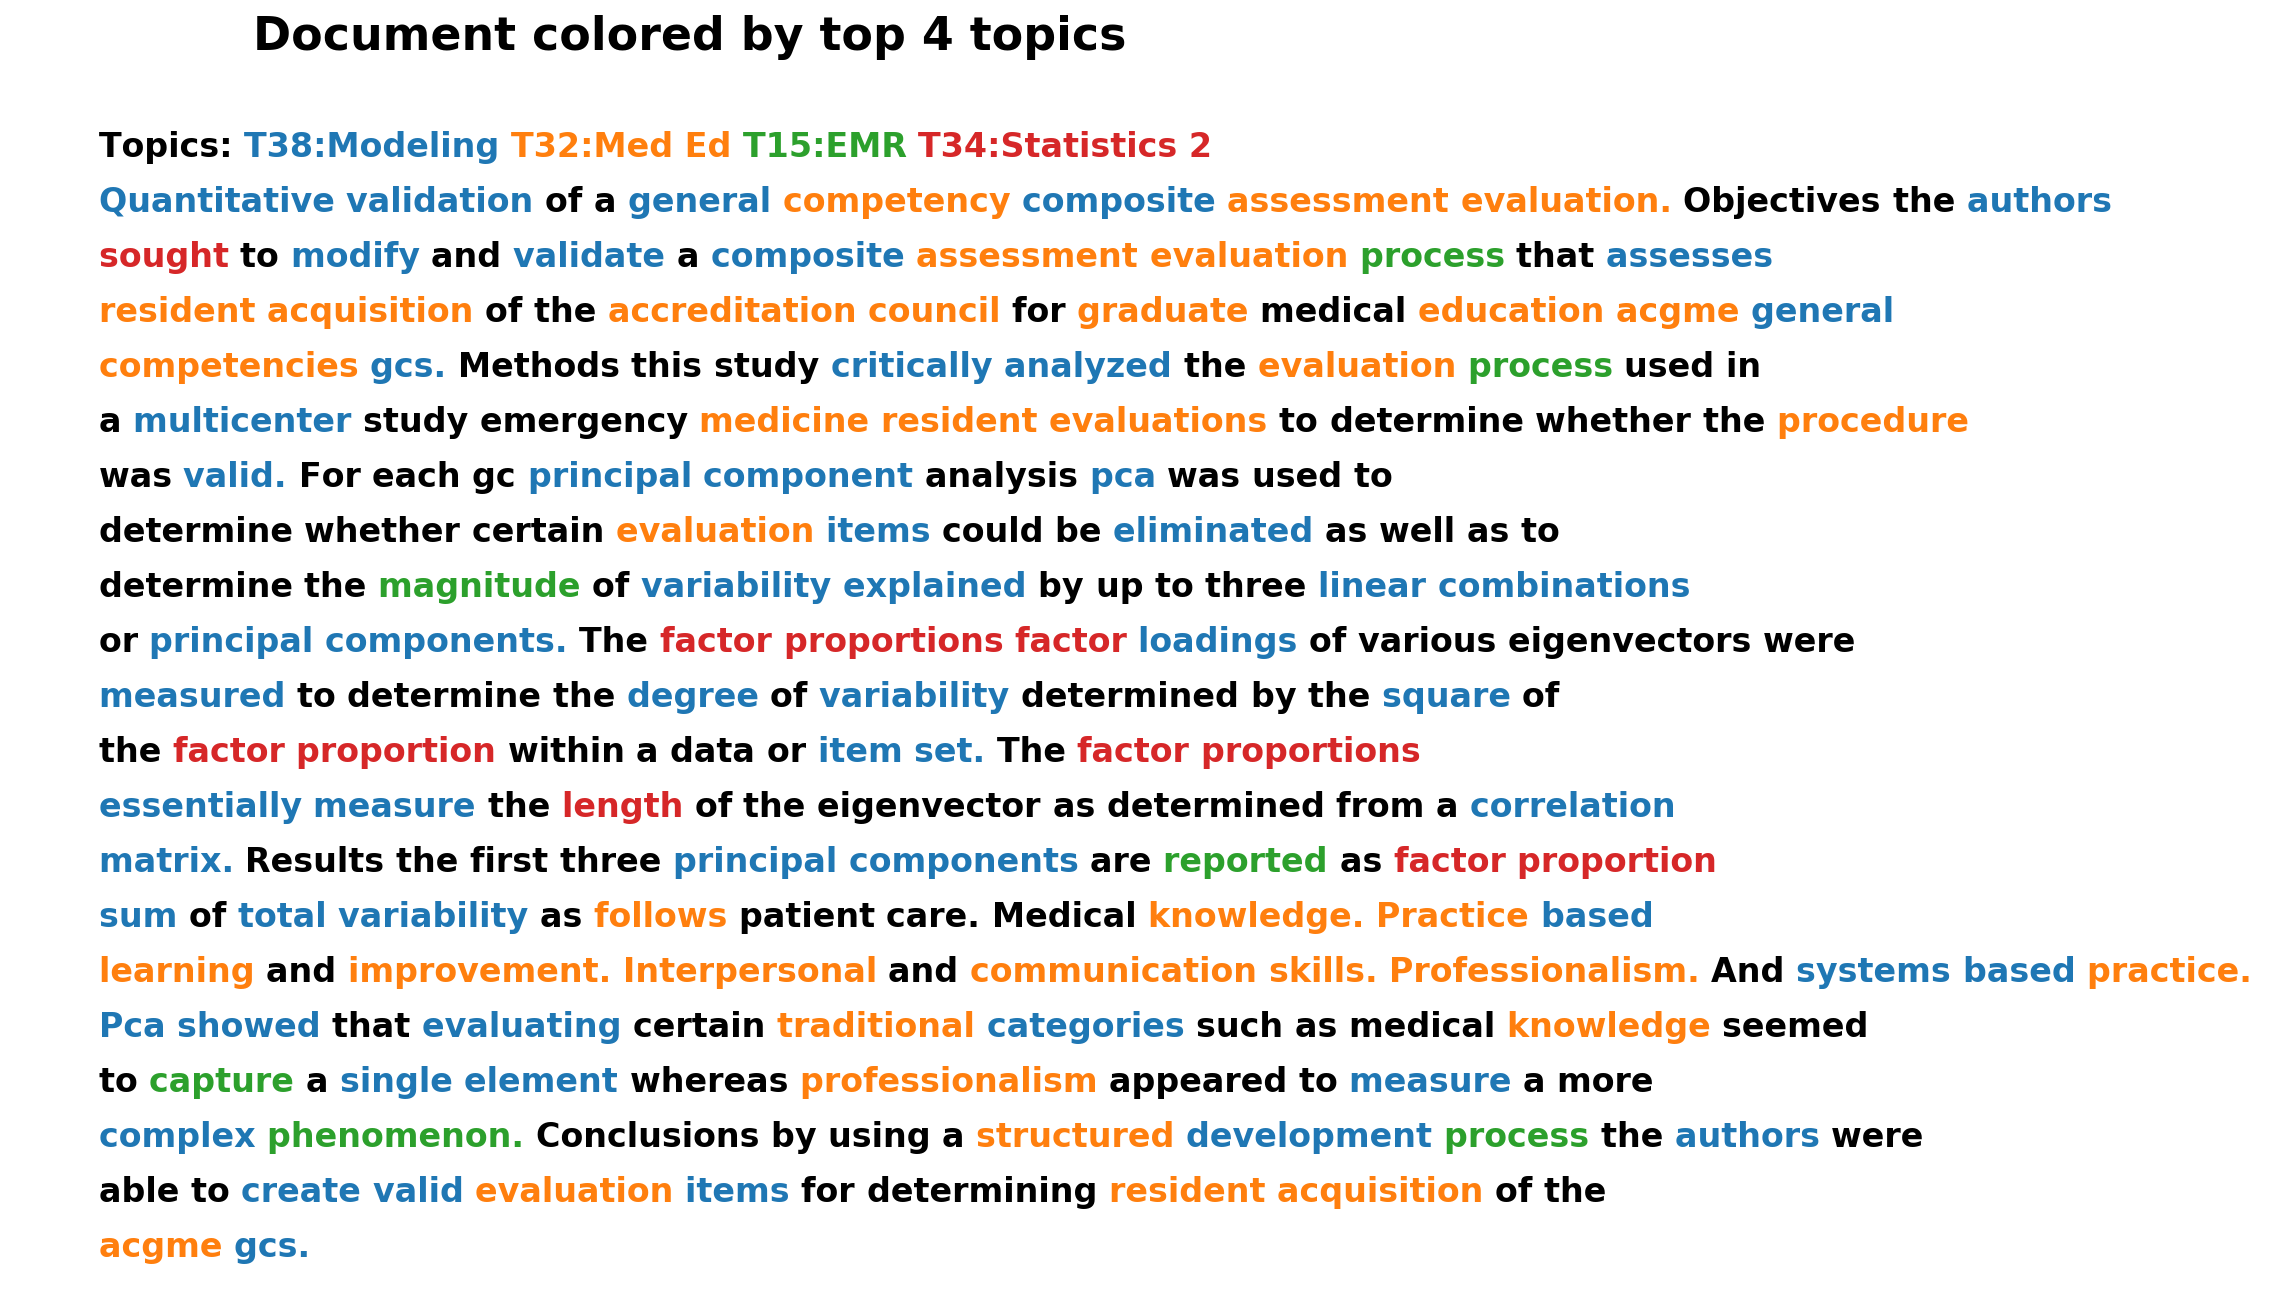 Document colored by top 4 topics
Topics: T38:Modeling T32:Med Ed T15:EMR T34:Statistics 2
Quantitative validation of a general competency composite assessment evaluation. Objectives the authors
sought to modify and validate a composite assessment evaluation process that assesses
resident acquisition of the accreditation council for graduate medical education acgme general
competencies gcs. Methods this study critically analyzed the evaluation process used in
a multicenter study emergency medicine resident evaluations to determine whether the procedure
was valid. For each gc principal component analysis pca was used to
determine whether certain evaluation items could be eliminated as well as to
determine the magnitude of variability explained by up to three linear combinations
or principal components. The factor proportions factor loadings of various eigenvectors were
measured to determine the degree of variability determined by the square of
the factor proportion within a data or item set. The factor proportions
essentially measure the length of the eigenvector as determined from a correlation
matrix. Results the first three principal components are reported as factor proportion
sum of total variability as follows patient care. Medical knowledge. Practice based
learning and improvement. Interpersonal and communication skills. Professionalism. And systems based practice.
Pca showed that evaluating certain traditional categories such as medical knowledge seemed
to capture a single element whereas professionalism appeared to measure a more
complex phenomenon. Conclusions by using a structured development process the authors were
able to create valid evaluation items for determining resident acquisition of the
acgme gcs.